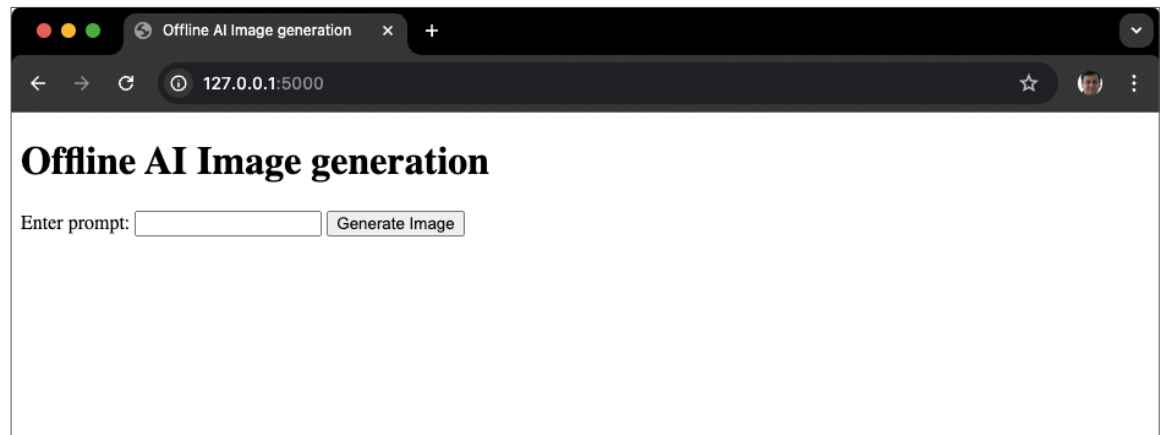 Offline AI Image generation
127.0.0.1:5000
Offline AI Image generation
Enter prompt: Generate Image